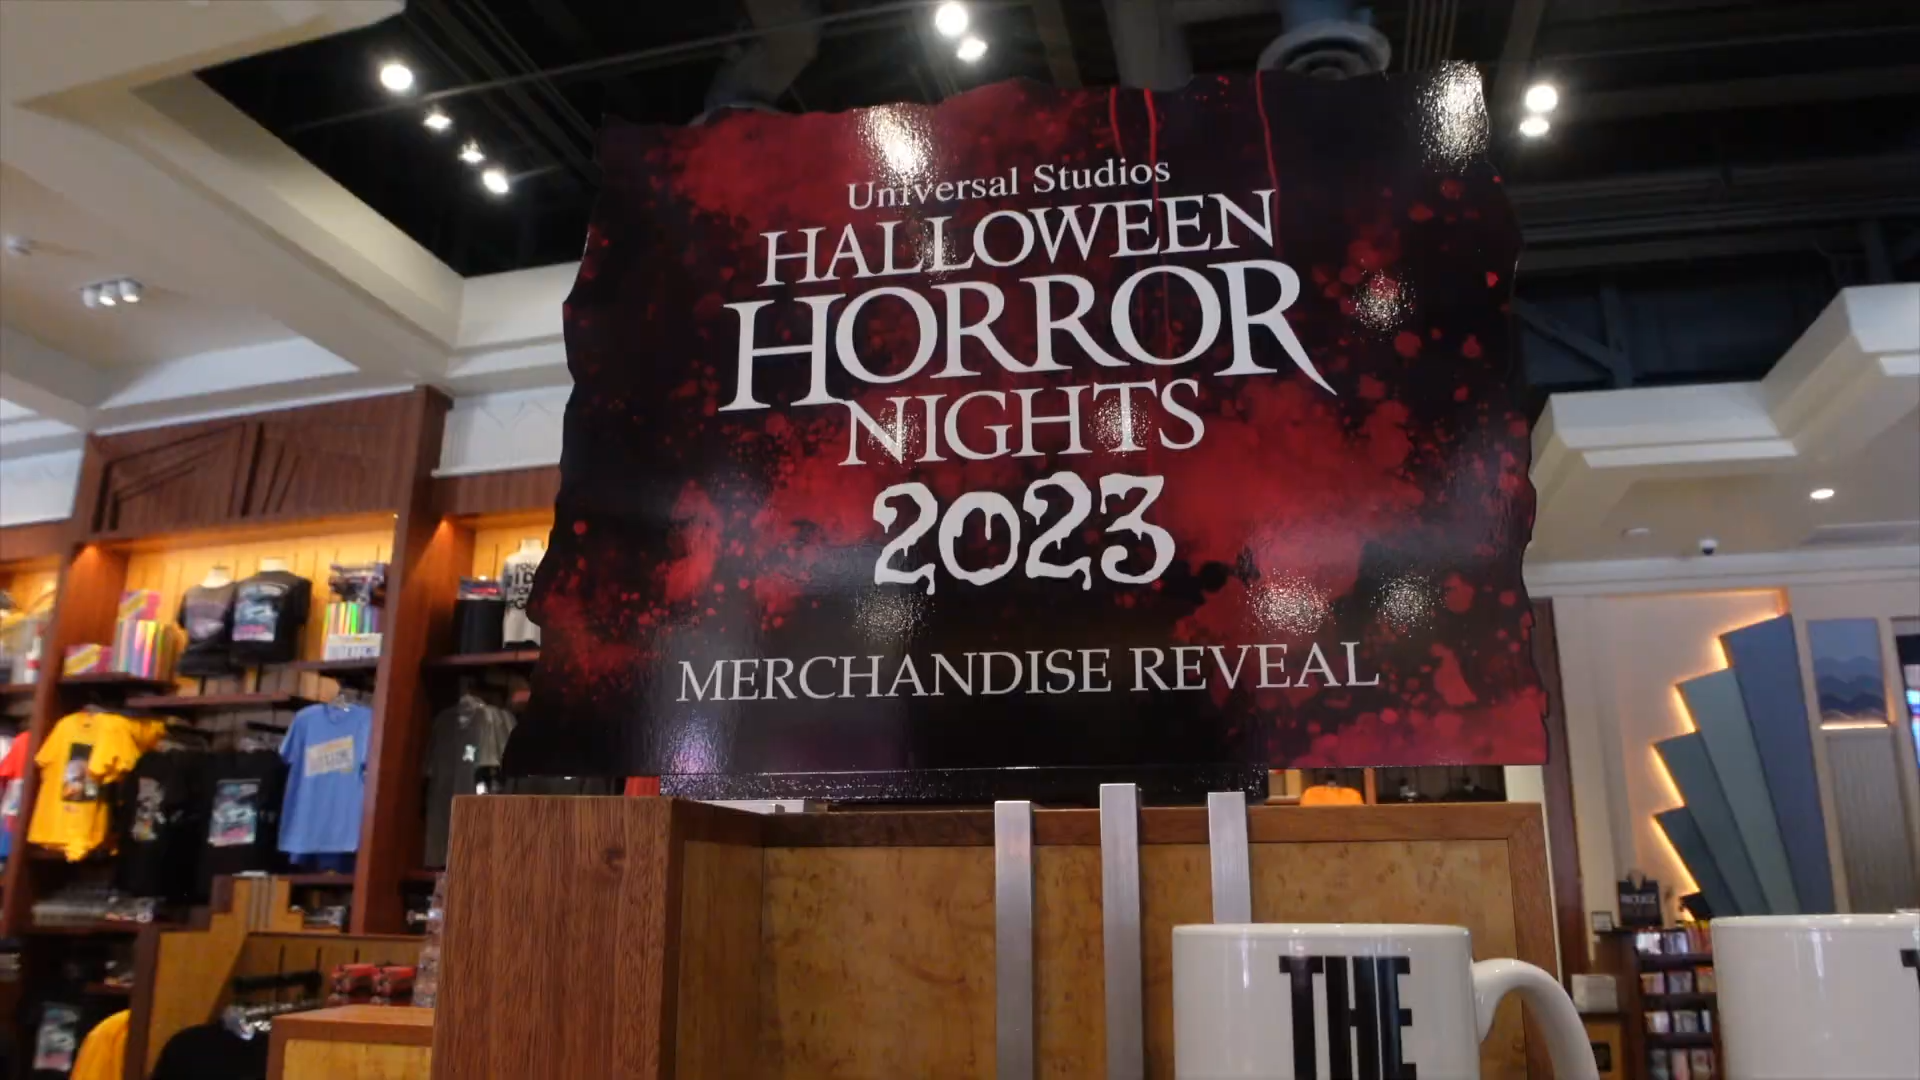 Universal Studios
HALLOWEEN
HORROR
NIGHTS
2023
MERCHANDISE REVEAL
THE